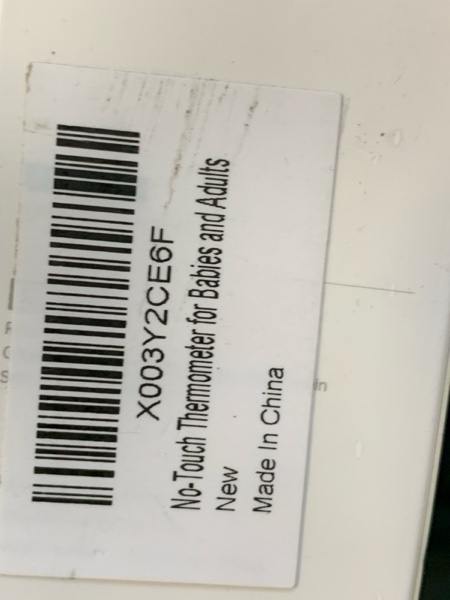 X003Y2CE6F
No-Touch Thermometer for Babies and Adults
New
Made In China